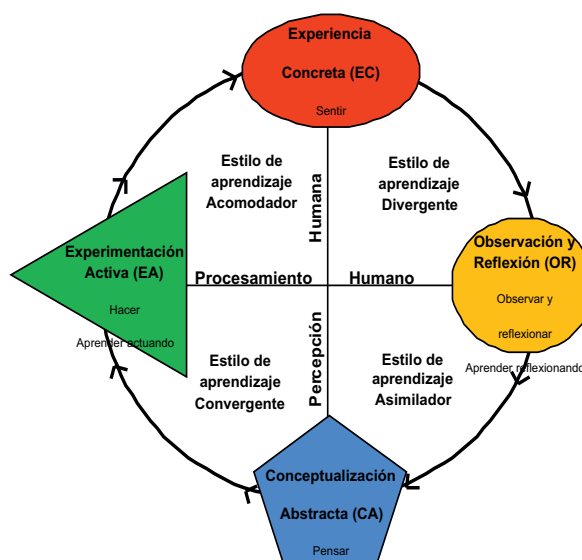 Experiencia
Concreta (EC)
Sentir
Estilo de
aprendizaje
Acomodador
Humana
Estilo de
aprendizaje
Divergente
Experimentación
Activa (EA)
Hacer
Aprender actuando
Procesamiento
Humano
Observación y
Reflexión (OR)
Observar y
reflexionar
Aprender reflexionando
Estilo de
aprendizaje
Convergente
Percepción
Estilo de
aprendizaje
Asimilador
Conceptualización
Abstracta (CA)
Pensar